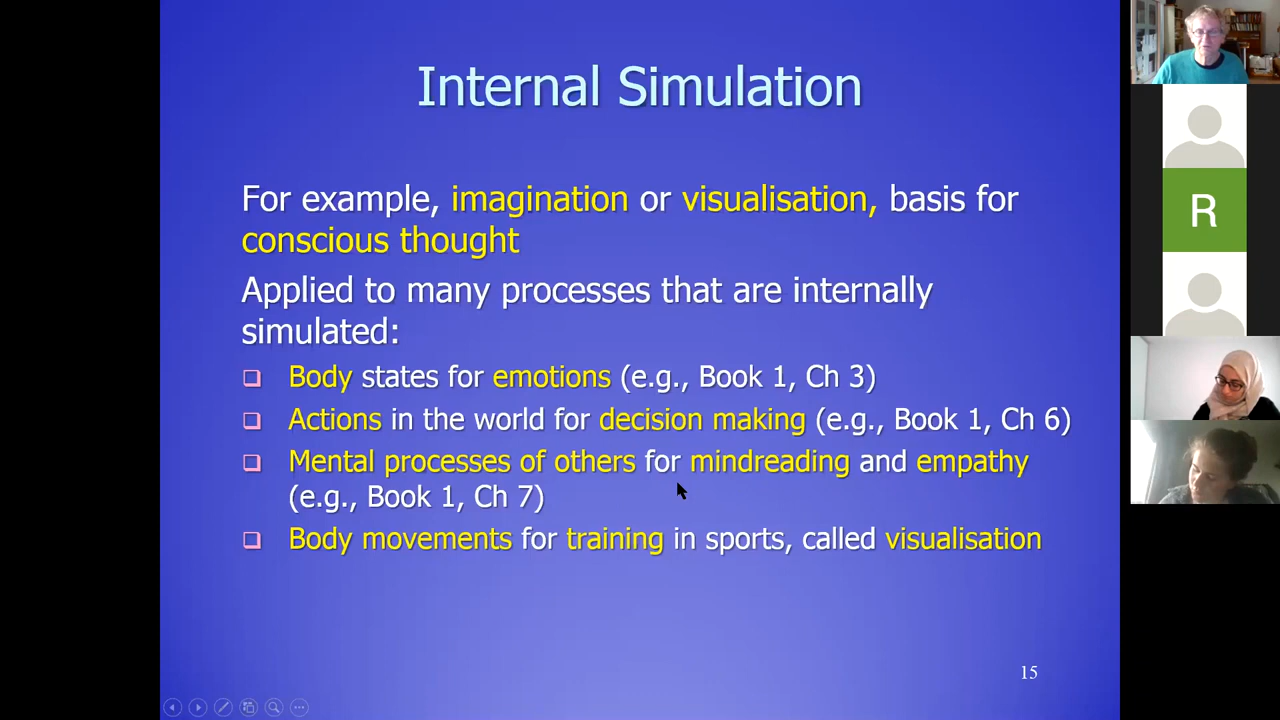 Internal Simulation
For example, imagination or visualisation, basis for
conscious thought
Applied to many processes that are internally
simulated:
Body states for emotions (e.g., Book 1, Ch 3)
Actions in the world for decision making (e.g., Book 1, Ch 6)
Mental processes of others for mindreading and empathy
(e.g., Book 1, Ch 7)
Body movements for training in sports, called visualisation
15
R